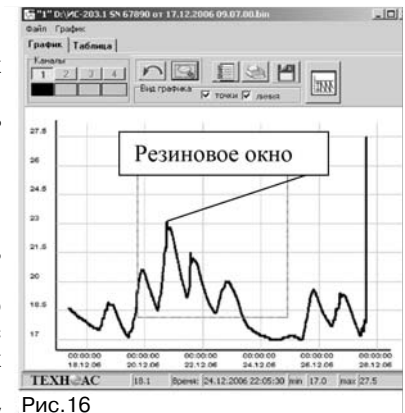 "1" D:\ИС-203.1 SN 67890 от 17.12.2006 09.07.00.bin
Файл График
График Таблица
Каналы
1 2 3 4
Вид графика
точки линия
27.5
26
24.5
23
21.5
20
18.5
17
Резиновое окно
00:00:00 00:00:00 00:00:00 00:00:00 00:00:00 00:00:00
18.12.06 20.12.06 22.12.06 24.12.06 26.12.06 28.12.06
ТЕХНОАС 18.1 Время: 24.12.2006 22:05:30 min 17.0 max 27.5
Рис.16